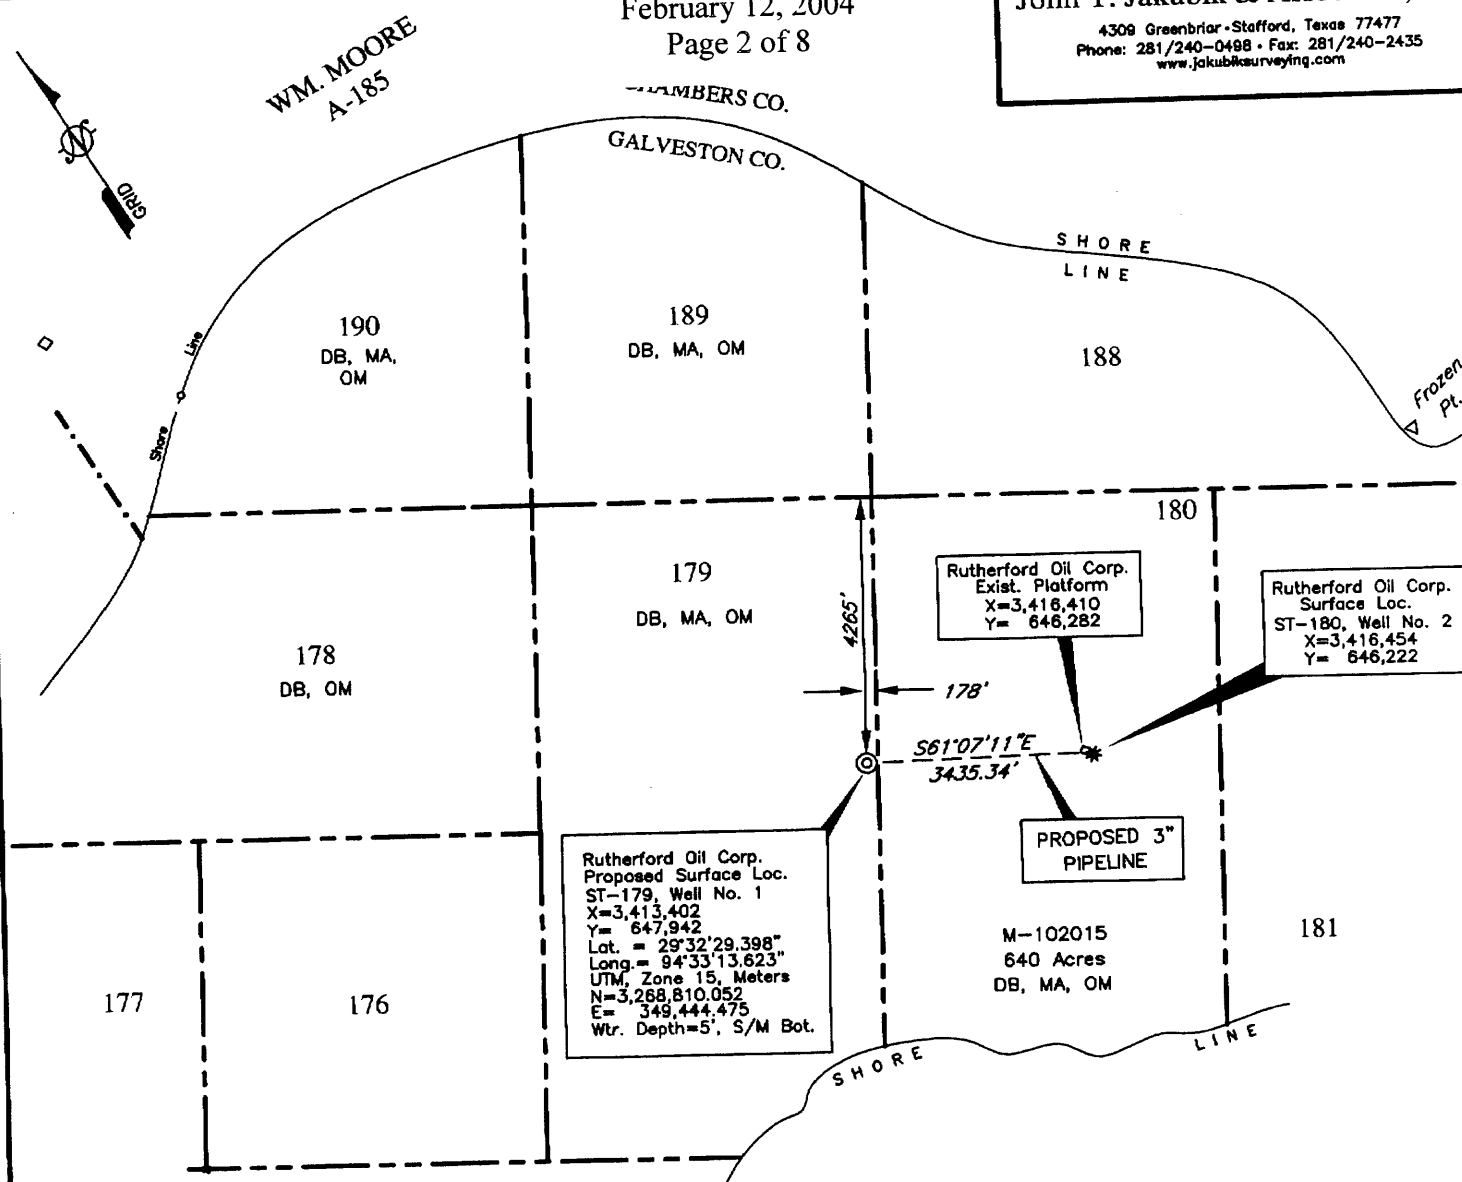 February 12, 2004
Page 2 of 8
4309 Greenbriar • Stafford, Texas 77477
Phone: 281/240-0498 • Fax: 281/240-2435
www.jakubiksurveying.com
WM. MOORE
A-185
CHAMBERS CO.
GALVESTON CO.
N
GRID
SHORE
LINE
Shore Line
190
DB, MA,
OM
189
DB, MA, OM
188
Frozen
Pt.
180
179
DB, MA, OM
178
DB, OM
4265'
178'
Rutherford Oil Corp.
Exist. Platform
X=3,416,410
Y= 646,282
Rutherford Oil Corp.
Surface Loc.
ST-180, Well No. 2
X=3,416,454
Y= 646,222
S61°07'11"E
3435.34'
PROPOSED 3"
PIPELINE
Rutherford Oil Corp.
Proposed Surface Loc.
ST-179, Well No. 1
X=3,413,402
Y= 647,942
Lat. = 29°32'29.398"
Long.= 94°33'13.623"
UTM, Zone 15, Meters
N=3,268,810.052
E= 349,444.475
Wtr. Depth=5', S/M Bot.
M-102015
640 Acres
DB, MA, OM
181
177
176
SHORE LINE